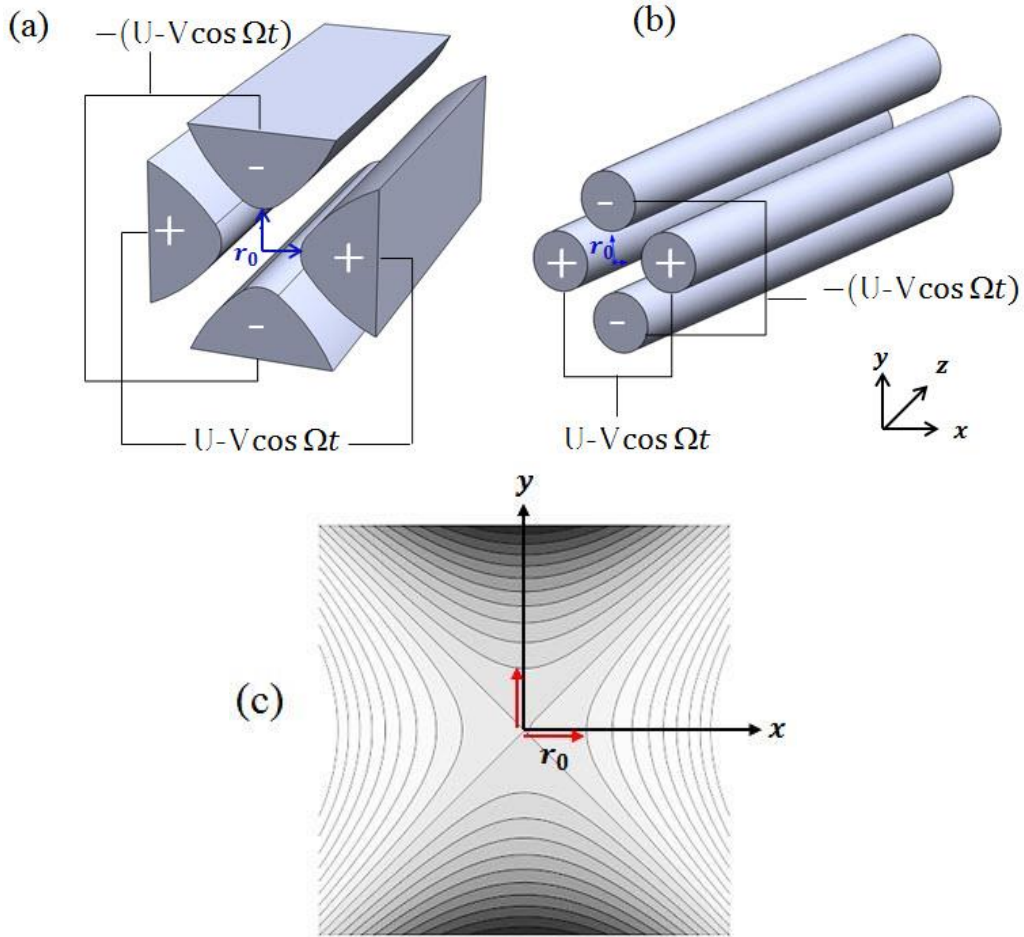 (a)
−(U-Vcos Ωt)
-
+
r₀
+
-
U-Vcos Ωt
(b)
-
r₀
+
+
-
−(U-Vcos Ωt)
U-Vcos Ωt
y
z
x
(c)
y
x
r₀